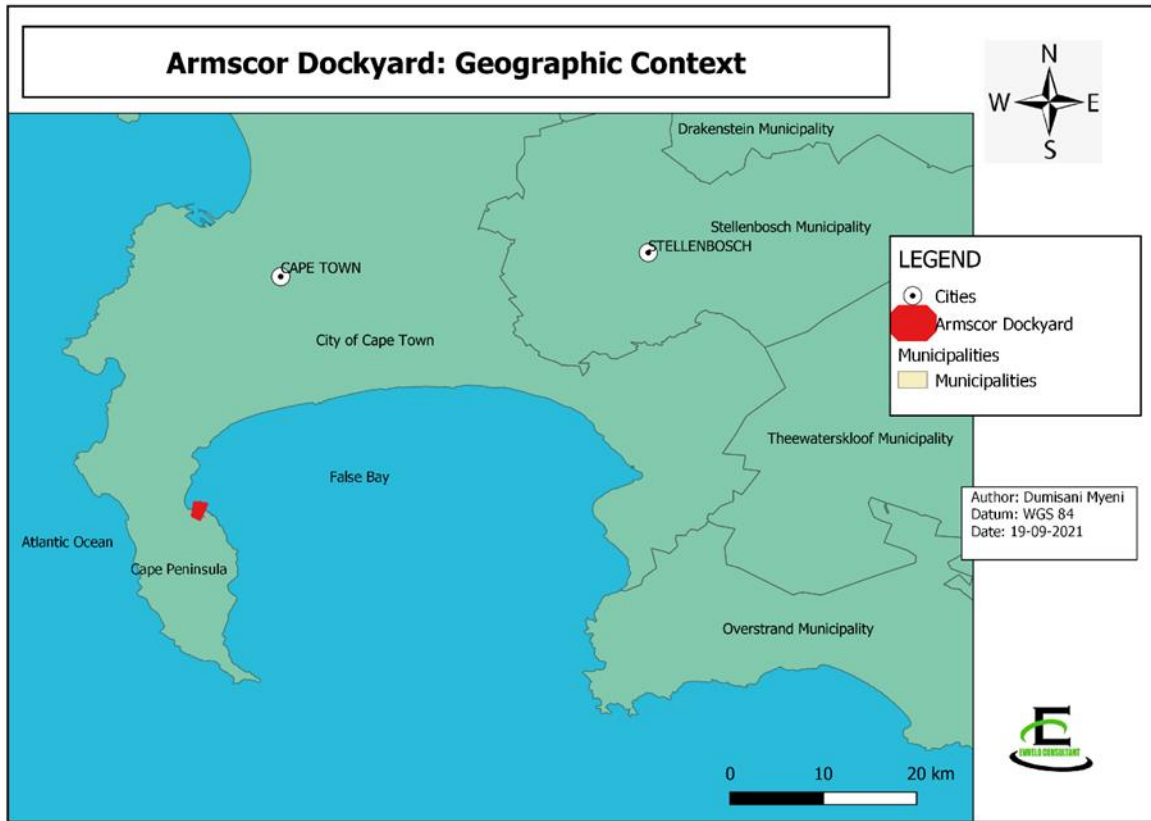 Armscor Dockyard: Geographic Context
N
W E
S
Drakenstein Municipality
Stellenbosch Municipality
STELLENBOSCH
CAPE TOWN
City of Cape Town
LEGEND
Cities
Armscor Dockyard
Municipalities
Municipalities
Theewaterskloof Municipality
False Bay
Author: Dumisani Myeni
Datum: WGS 84
Date: 19-09-2021
Atlantic Ocean
Cape Peninsula
Overstrand Municipality
0 10 20 km
E
EMVELO CONSULTANT